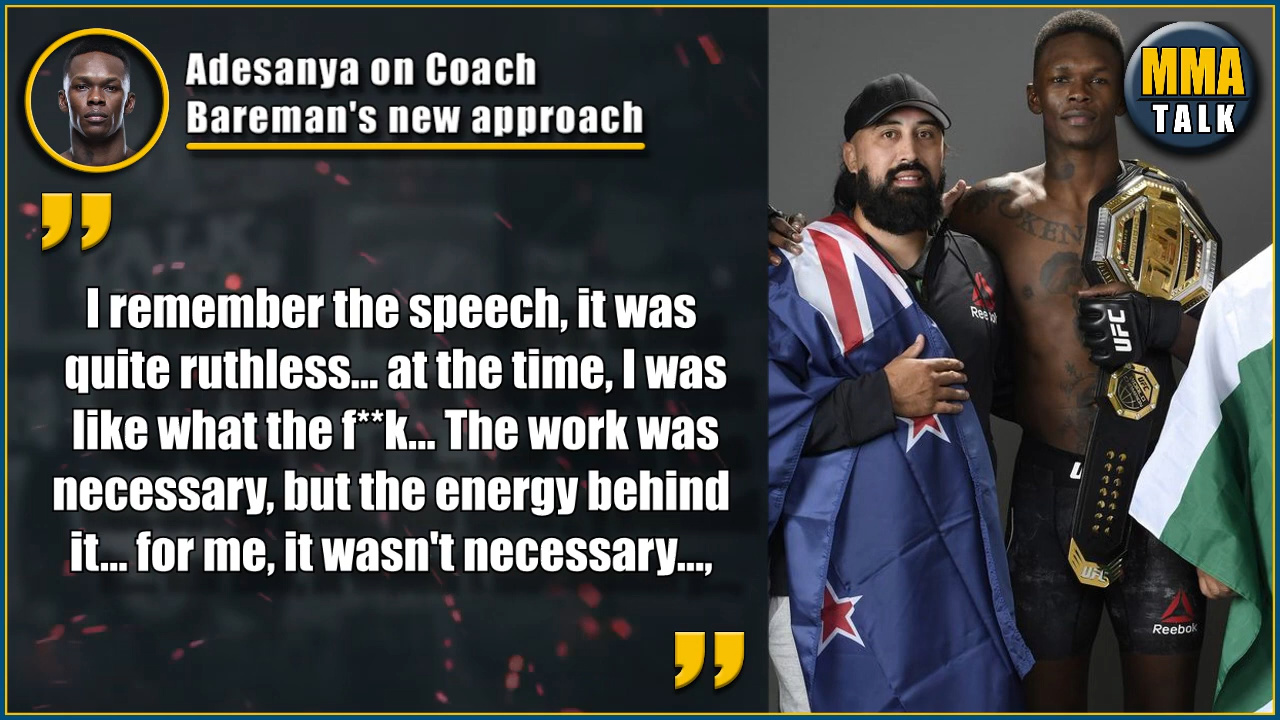 Adesanya on Coach
Bareman's new approach
MMA
TALK
I remember the speech, it was
quite ruthless... at the time, I was
like what the f**k... The work was
necessary, but the energy behind
it... for me, it wasn't necessary...,
Reebok
UFC
UFC
Reebok